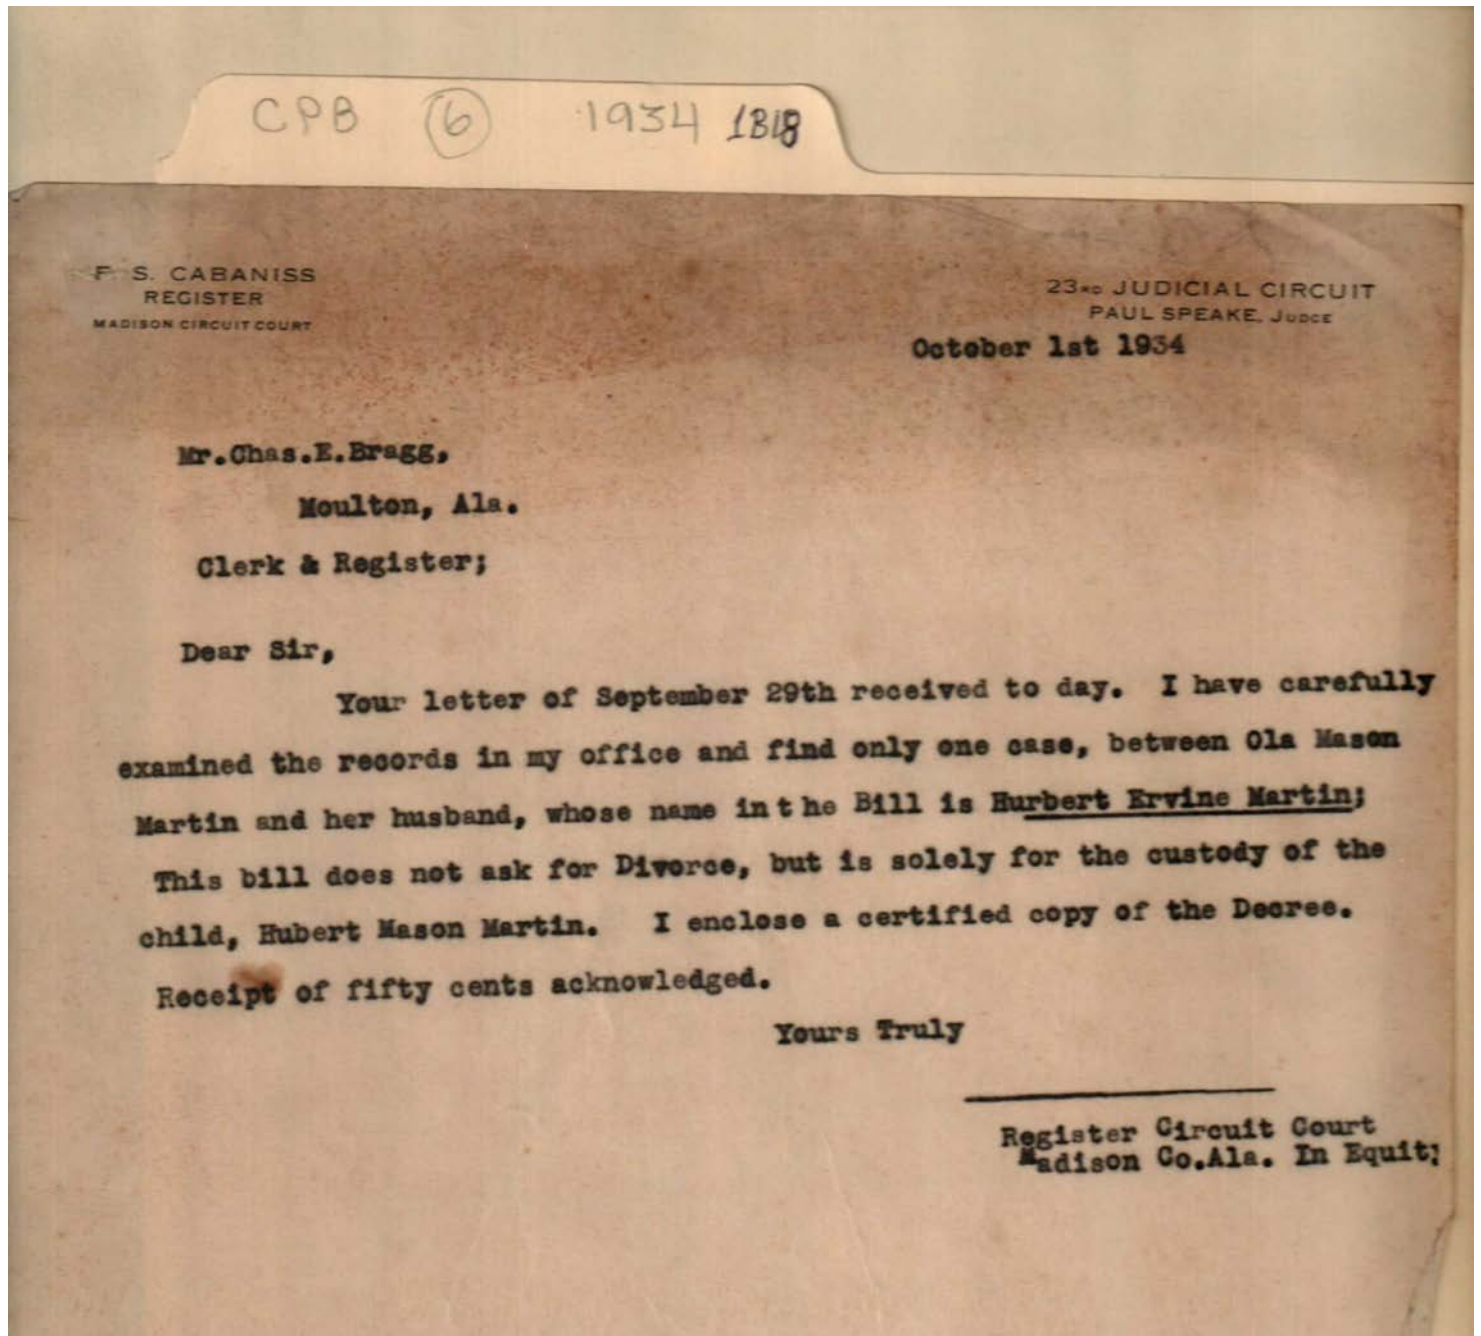 CPB 6 1934 1B18
F. S. CABANISS
REGISTER
MADISON CIRCUIT COURT
23RD JUDICIAL CIRCUIT
PAUL SPEAKE, JUDGE
October 1st 1934
Mr.Chas.E.Bragg,
Moulton, Ala.
Clerk & Register;
Dear Sir,
Your letter of September 29th received to day. I have carefully
examined the records in my office and find only one case, between Ola Mason
Martin and her husband, whose name in the Bill is Hurbert Ervine Martin;
This bill does not ask for Divorce, but is solely for the custody of the
child, Hubert Mason Martin. I enclose a certified copy of the Decree.
Receipt of fifty cents acknowledged.
Yours Truly
Register Circuit Court
Madison Co.Ala. In Equity